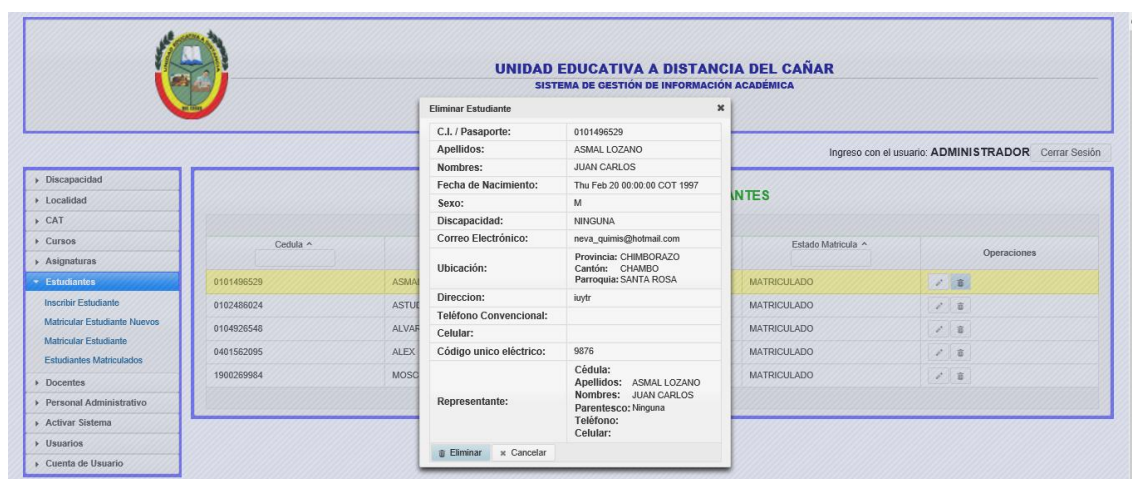 UNIDAD EDUCATIVA A DISTANCIA DEL CAÑAR
SISTEMA DE GESTIÓN DE INFORMACIÓN ACADÉMICA
Ingreso con el usuario: ADMINISTRADOR Cerrar Sesión
Discapacidad
Localidad
CAT
Cursos
Asignaturas
Estudiantes
Inscribir Estudiante
Matricular Estudiante Nuevos
Matricular Estudiante
Estudiantes Matriculados
Docentes
Personal Administrativo
Activar Sistema
Usuarios
Cuenta de Usuario
NTES
Cedula Estado Matricula Operaciones
0101496529 ASMA MATRICULADO
0102486024 ASTUD MATRICULADO
0104926548 ALVAR MATRICULADO
0401562095 ALEX MATRICULADO
1900269984 MOSC MATRICULADO
Eliminar Estudiante
C.I. / Pasaporte: 0101496529
Apellidos: ASMAL LOZANO
Nombres: JUAN CARLOS
Fecha de Nacimiento: Thu Feb 20 00:00:00 COT 1997
Sexo: M
Discapacidad: NINGUNA
Correo Electrónico: neva_quimis@hotmail.com
Ubicación:
Provincia: CHIMBORAZO
Cantón: CHAMBO
Parroquia: SANTA ROSA
Direccion: iuytr
Teléfono Convencional:
Celular:
Código unico eléctrico: 9876
Representante:
Cédula:
Apellidos: ASMAL LOZANO
Nombres: JUAN CARLOS
Parentesco: Ninguna
Teléfono:
Celular:
Eliminar Cancelar